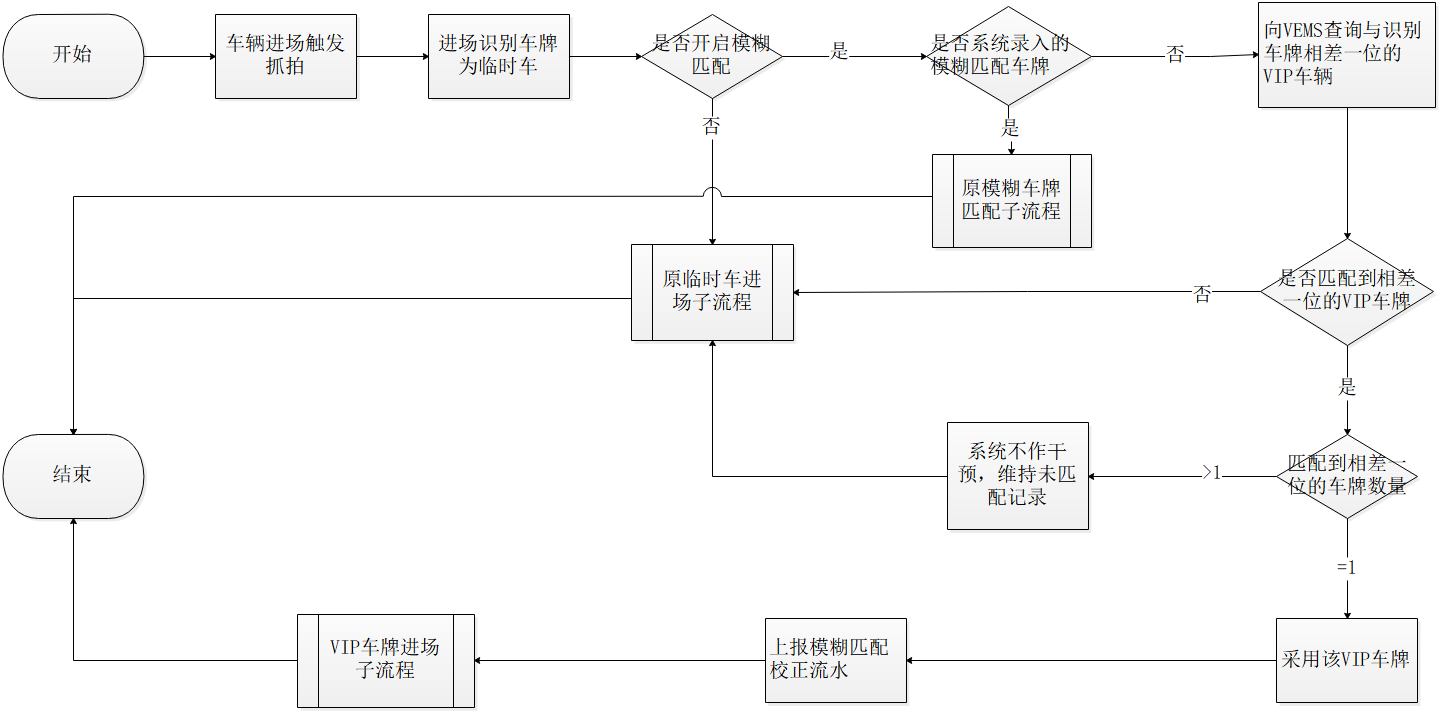 开始
车辆进场触发
抓拍
进场识别车牌
为临时车
是否开启模糊
匹配
是
是否系统录入的
模糊匹配车牌
否
向VEMS查询与识别
车牌相差一位的
VIP车辆
否
是
原模糊车牌
匹配子流程
原临时车进
场子流程
否
是否匹配到相差
一位的VIP车牌
是
结束
系统不作干
预，维持未匹
配记录
>1
匹配到相差一
位的车牌数量
=1
VIP车牌进场
子流程
上报模糊匹配
校正流水
采用该VIP车牌